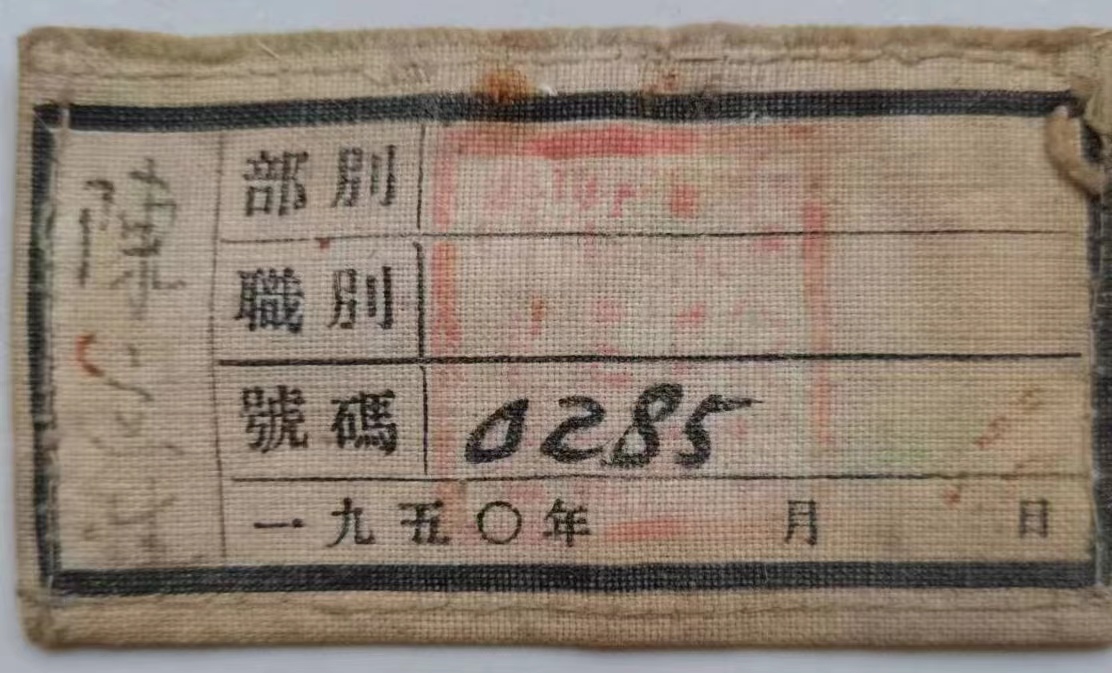 陳
部別
職別
號碼 0285
一九五〇年 月 日